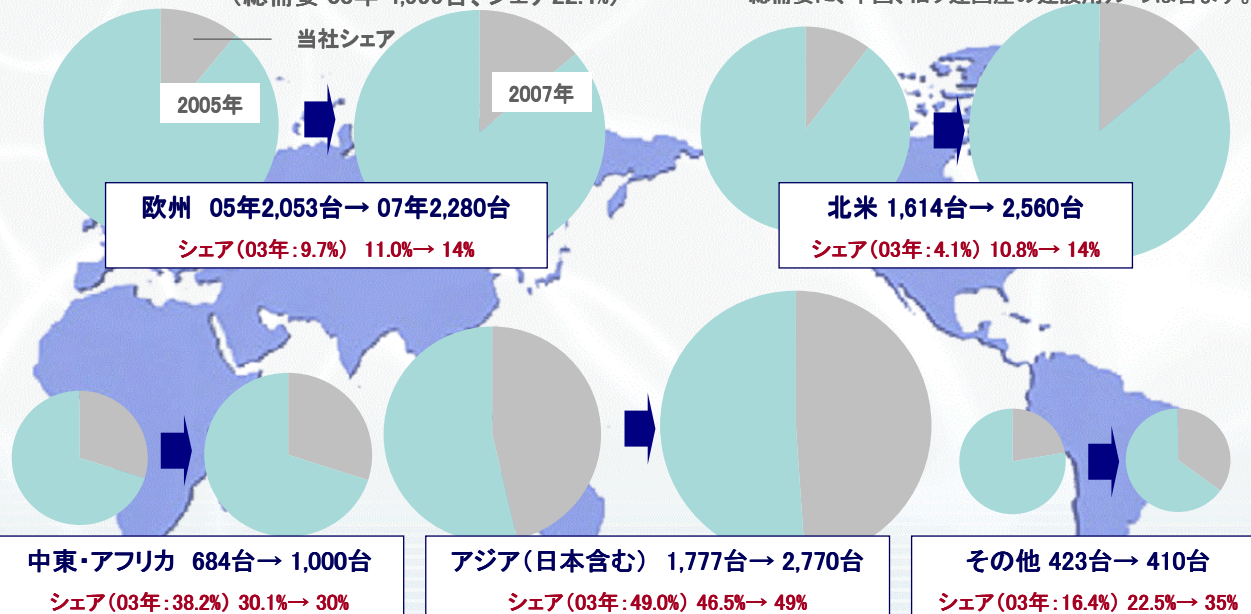 当社シェア
2005年
2007年
欧州 05年2,053台→ 07年2,280台
シェア(03年:9.7%) 11.0%→ 14%
北米 1,614台→ 2,560台
シェア(03年:4.1%) 10.8%→ 14%
中東・アフリカ 684台→ 1,000台
シェア(03年:38.2%) 30.1%→ 30%
アジア(日本含む) 1,777台→ 2,770台
シェア(03年:49.0%) 46.5%→ 49%
その他 423台→ 410台
シェア(03年:16.4%) 22.5%→ 35%